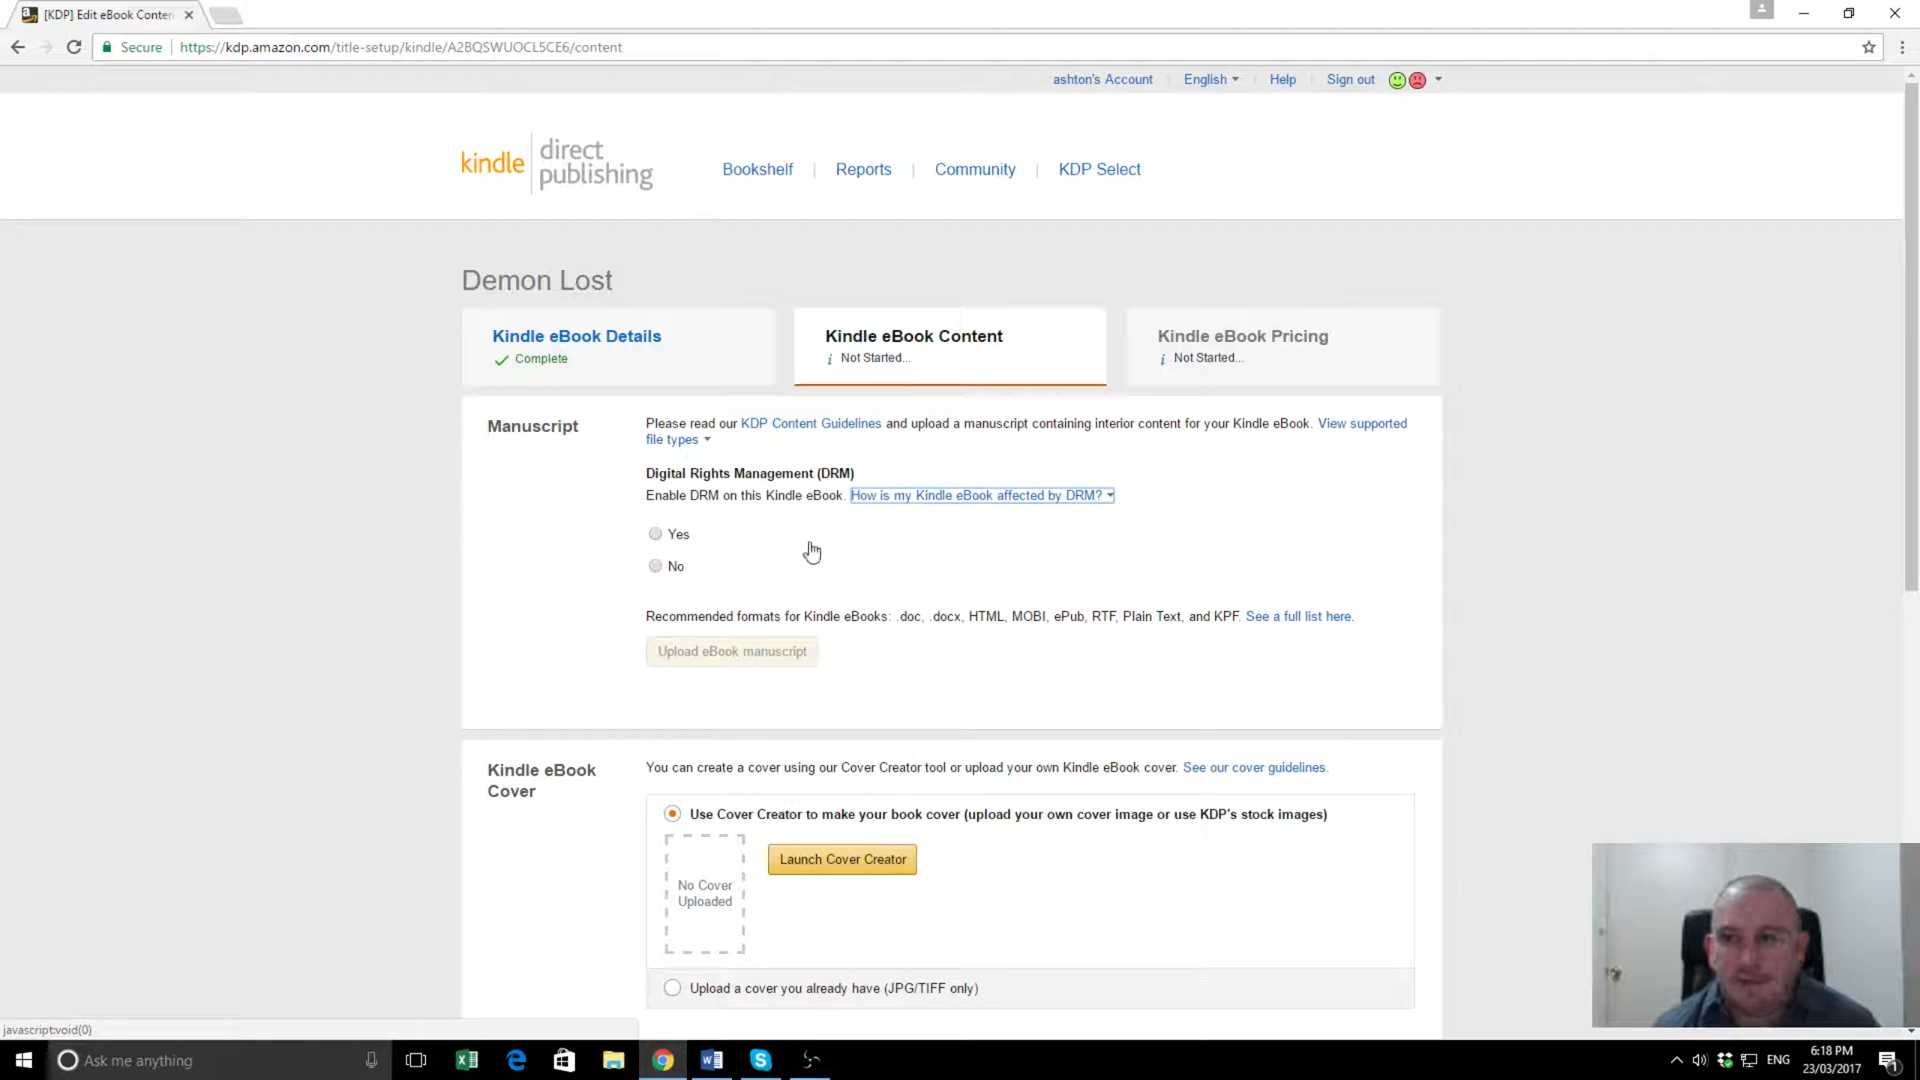 [KDP] Edit eBook Conten
Secure
https://kdp.amazon.com/title-setup/kindle/A2BQSWUOCL5CE6/content
ashton's Account
English
Help
Sign out
kindle direct publishing
Bookshelf
Reports
Community
KDP Select
Demon Lost
Kindle eBook Details
Complete
Kindle eBook Content
i Not Started...
Kindle eBook Pricing
i Not Started...
Manuscript
Please read our KDP Content Guidelines and upload a manuscript containing interior content for your Kindle eBook. View supported
file types
Digital Rights Management (DRM)
Enable DRM on this Kindle eBook. How is my Kindle eBook affected by DRM?
Yes
No
Recommended formats for Kindle eBooks: .doc, .docx, HTML, MOBI, ePub, RTF, Plain Text, and KPF. See a full list here.
Upload eBook manuscript
Kindle eBook
Cover
You can create a cover using our Cover Creator tool or upload your own Kindle eBook cover. See our cover guidelines.
Use Cover Creator to make your book cover (upload your own cover image or use KDP's stock images)
No Cover
Uploaded
Launch Cover Creator
Upload a cover you already have (JPG/TIFF only)
javascript:void(0)
Ask me anything
ENG
6:18 PM
23/03/2017
1